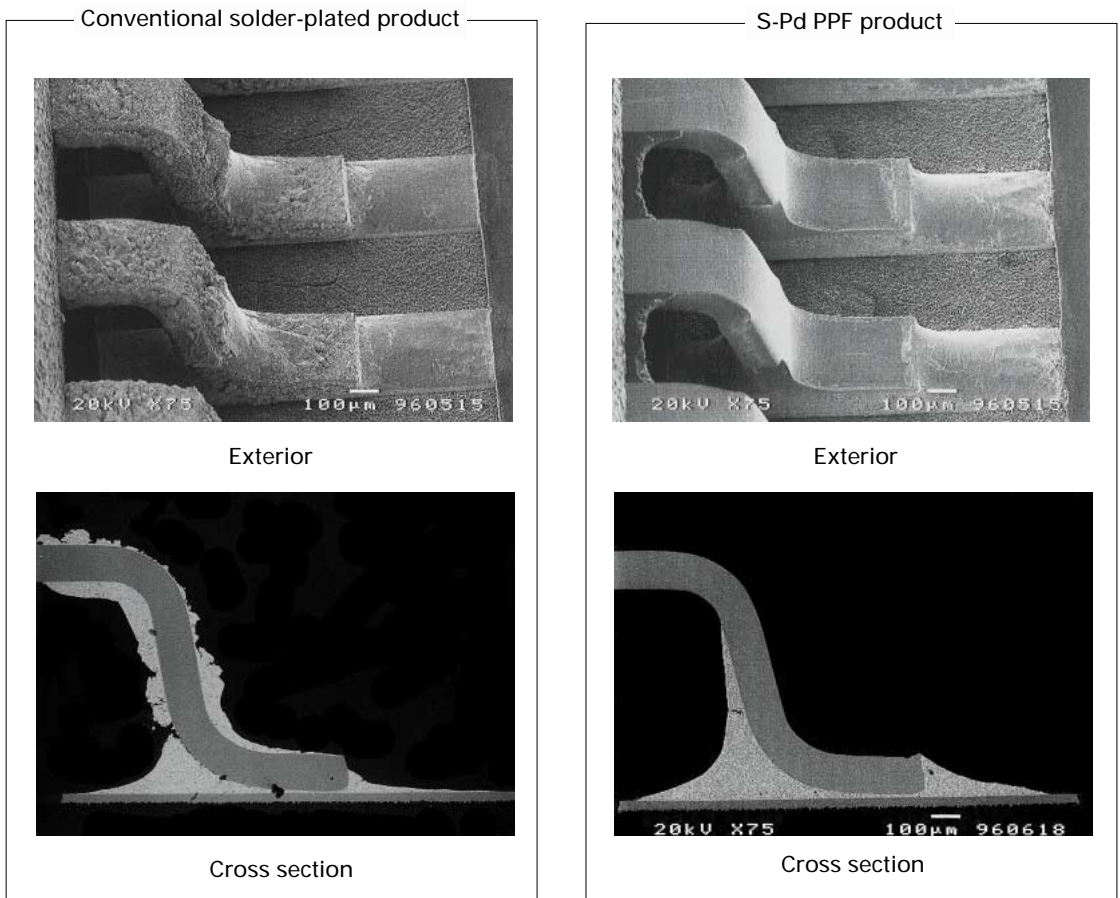 Conventional solder-plated product
S-Pd PPF product
20kV X75 100µm 960515
20kV X75 100µm 960515
Exterior
Exterior
20kV X75 100µm 960618
Cross section
Cross section